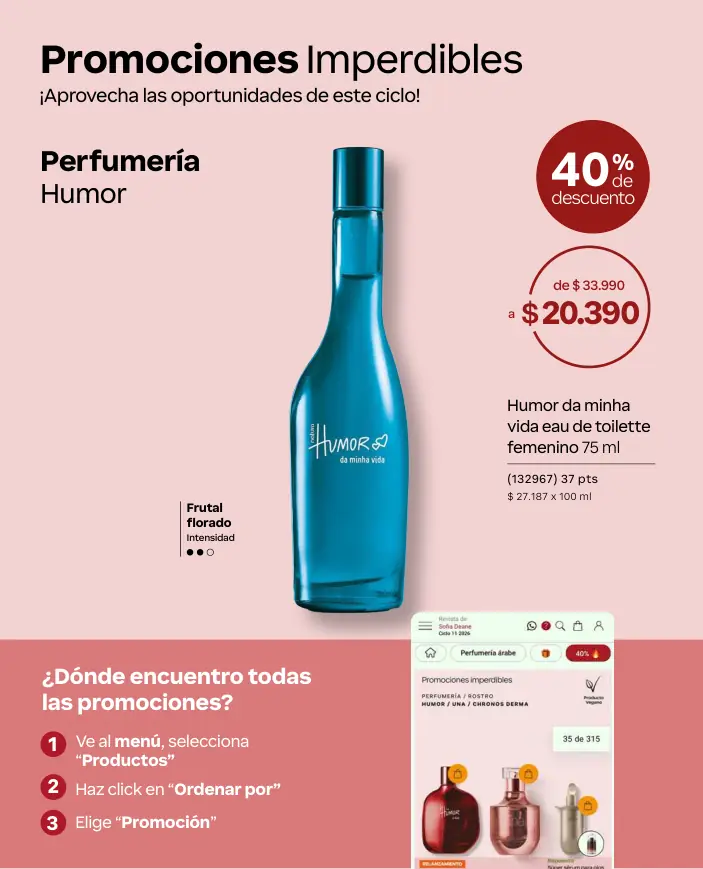 Promociones Imperdibles
¡Aprovecha las oportunidades de este ciclo!
Perfumería
Humor
40% de
descuento
de $ 33.990
a $ 20.390
natura
HUMOR
da minha vida
Humor da minha
vida eau de toilette
femenino 75 ml
(132967) 37 pts
$ 27.187 x 100 ml
Frutal
florado
Intensidad
¿Dónde encuentro todas
las promociones?
1 Ve al menú, selecciona
“Productos”
2 Haz click en “Ordenar por”
3 Elige “Promoción”
Revista de
Sofia Deane
Ciclo 11 2026
Perfumería árabe
40%
Promociones imperdibles
PERFUMERÍA / ROSTRO
HUMOR / UNA / CHRONOS DERMA
Producto
Vegano
35 de 315
Humor
RELANZAMIENTO
Repuesto